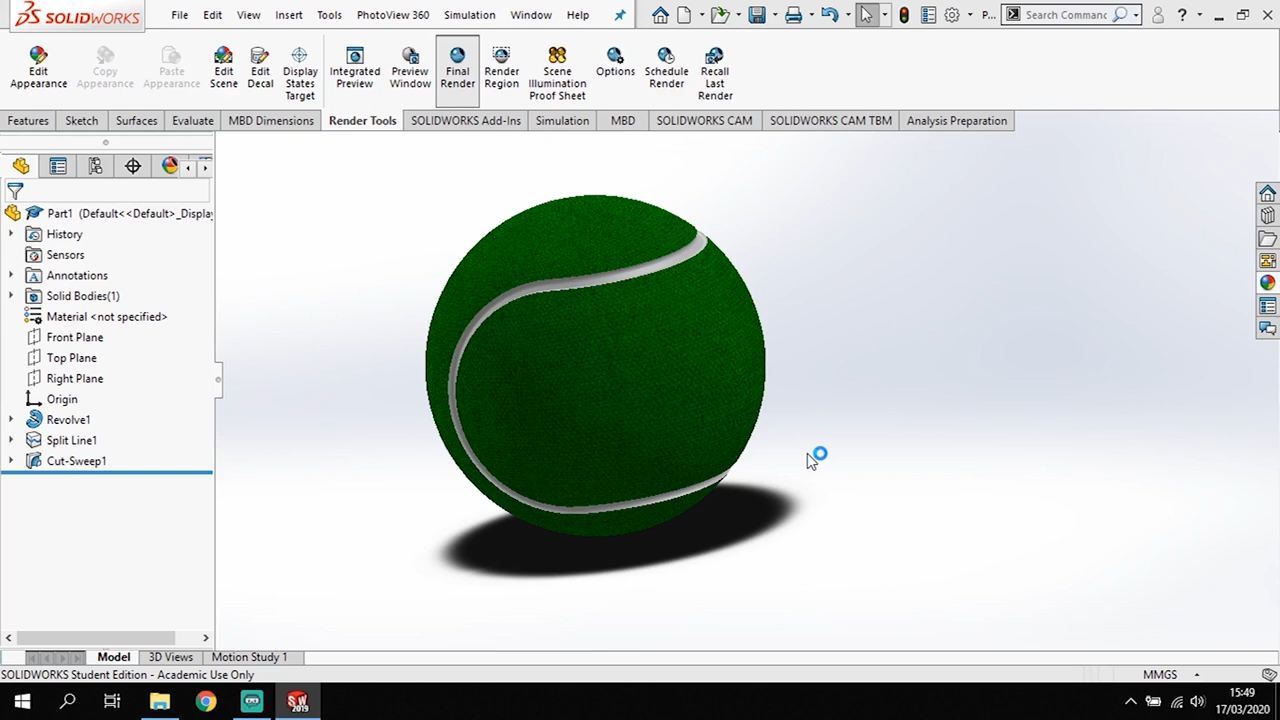 SOLIDWORKS File Edit View Insert Tools PhotoView 360 Simulation Window Help P... Search Commanc ?
Edit Appearance
Copy Appearance
Paste Appearance
Edit Scene
Edit Decal
Display States Target
Integrated Preview
Preview Window
Final Render
Render Region
Scene Illumination Proof Sheet
Options
Schedule Render
Recall Last Render
Features Sketch Surfaces Evaluate MBD Dimensions Render Tools SOLIDWORKS Add-Ins Simulation MBD SOLIDWORKS CAM SOLIDWORKS CAM TBM Analysis Preparation
Part1 (Default<<Default>_Display
History
Sensors
Annotations
Solid Bodies(1)
Material <not specified>
Front Plane
Top Plane
Right Plane
Origin
Revolve1
Split Line1
Cut-Sweep1
Model 3D Views Motion Study 1
SOLIDWORKS Student Edition - Academic Use Only MMGS
SW 2019
15:49
17/03/2020